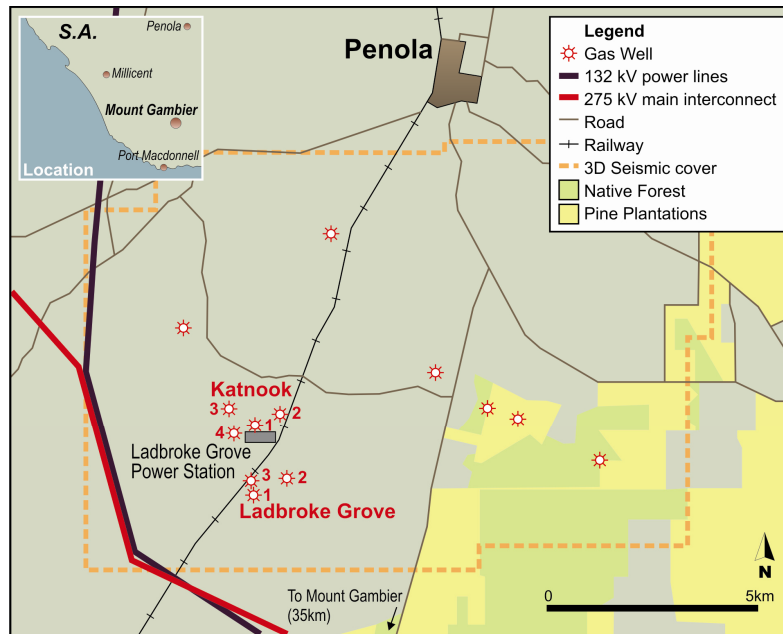 S.A.
Penola
Millicent
Mount Gambier
Port Macdonnell
Location
Penola
Legend
Gas Well
132 kV power lines
275 kV main interconnect
Road
Railway
3D Seismic cover
Native Forest
Pine Plantations
Katnook
3
2
1
4
Ladbroke Grove
Power Station
3
2
1
Ladbroke Grove
To Mount Gambier
(35km)
N
0
5km